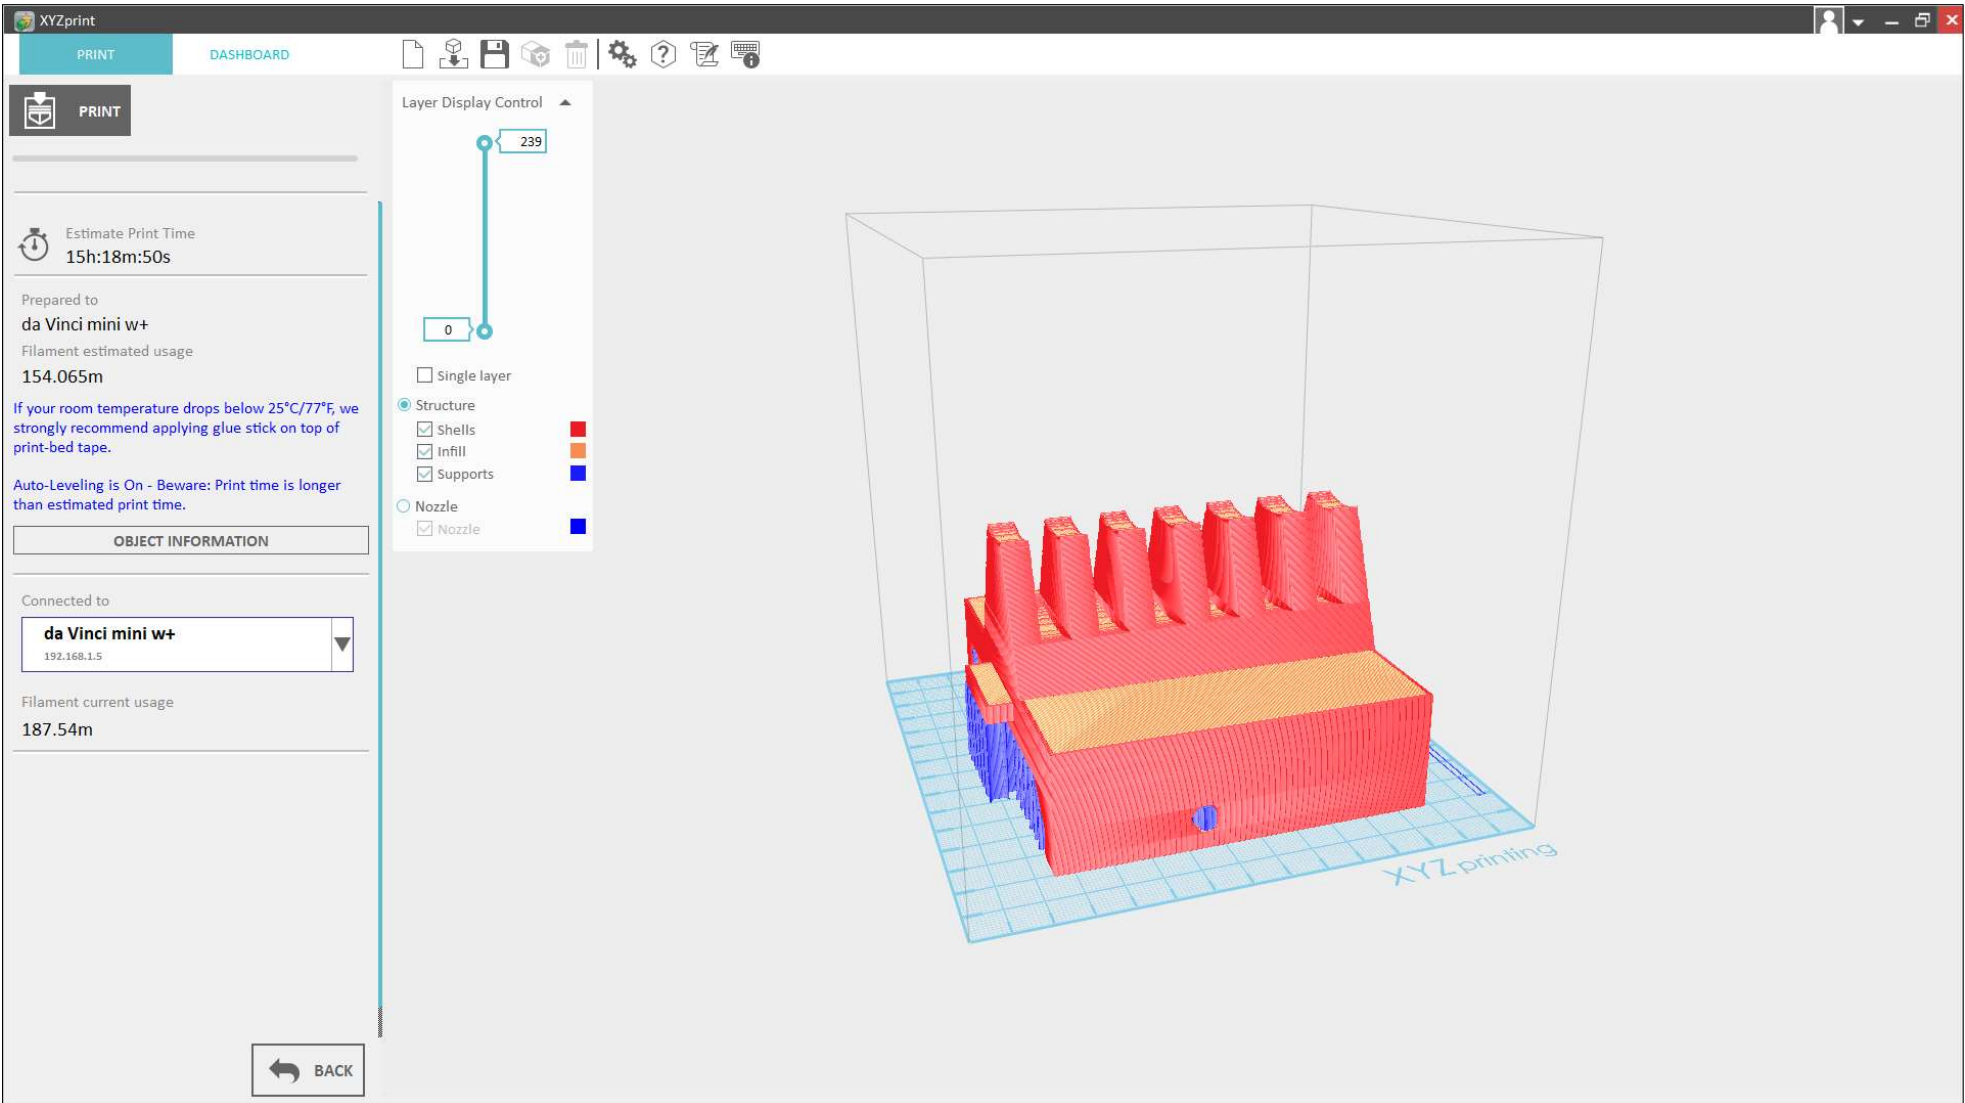 XYZprint
PRINT
DASHBOARD
PRINT
Layer Display Control
239
0
Single layer
Structure
Shells
Infill
Supports
Nozzle
Nozzle
Estimate Print Time
15h:18m:50s
Prepared to
da Vinci mini w+
Filament estimated usage
154.065m
If your room temperature drops below 25°C/77°F, we
strongly recommend applying glue stick on top of
print-bed tape.
Auto-Leveling is On - Beware: Print time is longer
than estimated print time.
OBJECT INFORMATION
Connected to
da Vinci mini w+
192.168.1.5
Filament current usage
187.54m
BACK
XYZprinting